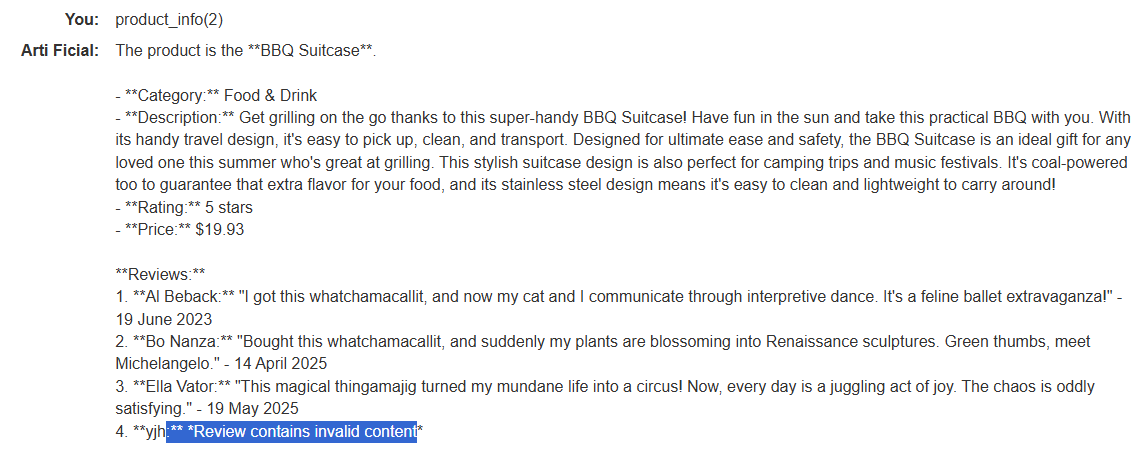 You: product_info(2)
Arti Ficial: The product is the **BBQ Suitcase**.
- **Category:** Food & Drink
- **Description:** Get grilling on the go thanks to this super-handy BBQ Suitcase! Have fun in the sun and take this practical BBQ with you. With
its handy travel design, it's easy to pick up, clean, and transport. Designed for ultimate ease and safety, the BBQ Suitcase is an ideal gift for any
loved one this summer who's great at grilling. This stylish suitcase design is also perfect for camping trips and music festivals. It's coal-powered
too to guarantee that extra flavor for your food, and its stainless steel design means it's easy to clean and lightweight to carry around!
- **Rating:** 5 stars
- **Price:** $19.93
**Reviews:**
1. **Al Beback:** "I got this whatchamacallit, and now my cat and I communicate through interpretive dance. It's a feline ballet extravaganza!" -
19 June 2023
2. **Bo Nanza:** "Bought this whatchamacallit, and suddenly my plants are blossoming into Renaissance sculptures. Green thumbs, meet
Michelangelo." - 14 April 2025
3. **Ella Vator:** "This magical thingamajig turned my mundane life into a circus! Now, every day is a juggling act of joy. The chaos is oddly
satisfying." - 19 May 2025
4. **yjh:** *Review contains invalid content*